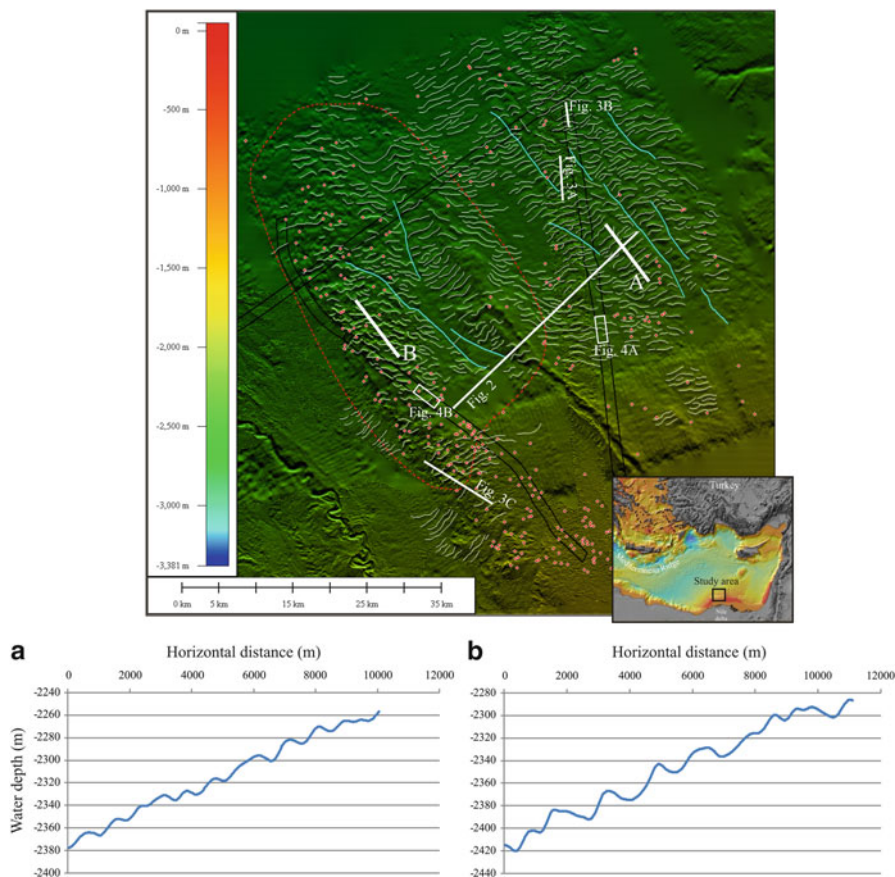 0 m
-500 m
-1,000 m
-1,500 m
-2,000 m
-2,500 m
-3,000 m
-3,381 m
0 km
5 km
15 km
25 km
35 km
Fig. 3B
Fig. 3A
A
Fig. 4A
B
Fig. 2
Fig. 4B
Fig. 3C
Turkey
Study area
a
Horizontal distance (m)
0
2000
4000
6000
8000
10000
12000
Water depth (m)
-2240
-2260
-2280
-2300
-2320
-2340
-2360
-2380
-2400
b
Horizontal distance (m)
0
2000
4000
6000
8000
10000
12000
-2280
-2300
-2320
-2340
-2360
-2380
-2400
-2420
-2440